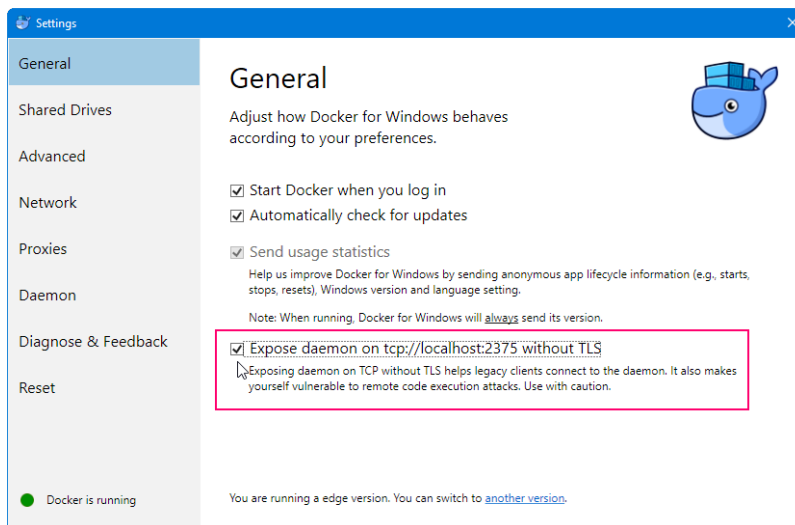 Settings
General
Shared Drives
Advanced
Network
Proxies
Daemon
Diagnose & Feedback
Reset
Docker is running
General
Adjust how Docker for Windows behaves
according to your preferences.
Start Docker when you log in
Automatically check for updates
Send usage statistics
Help us improve Docker for Windows by sending anonymous app lifecycle information (e.g., starts,
stops, resets), Windows version and language setting.
Note: When running, Docker for Windows will always send its version.
Expose daemon on tcp://localhost:2375 without TLS
Exposing daemon on TCP without TLS helps legacy clients connect to the daemon. It also makes
yourself vulnerable to remote code execution attacks. Use with caution.
You are running a edge version. You can switch to another version.